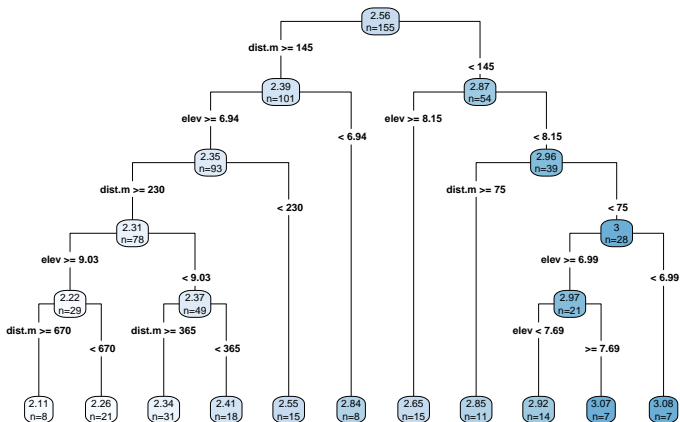 2.56
n=155
dist.m >= 145
< 145
2.39
n=101
2.87
n=54
elev >= 6.94
< 6.94
elev >= 8.15
< 8.15
2.35
n=93
2.96
n=39
dist.m >= 230
< 230
dist.m >= 75
< 75
2.31
n=78
3
n=28
elev >= 9.03
< 9.03
elev >= 6.99
< 6.99
2.22
n=29
2.37
n=49
2.97
n=21
dist.m >= 670
< 670
dist.m >= 365
< 365
elev < 7.69
>= 7.69
2.11
n=8
2.26
n=21
2.34
n=31
2.41
n=18
2.55
n=15
2.84
n=8
2.65
n=15
2.85
n=11
2.92
n=14
3.07
n=7
3.08
n=7